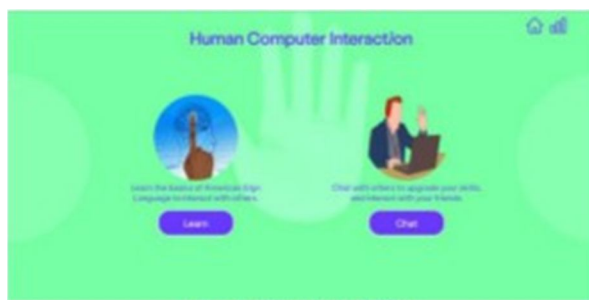 Human Computer Interaction
Learn the basics of American Sign
Language to interact with others.
Chat with others to upgrade your skills,
and interact with your friends.
Learn
Chat